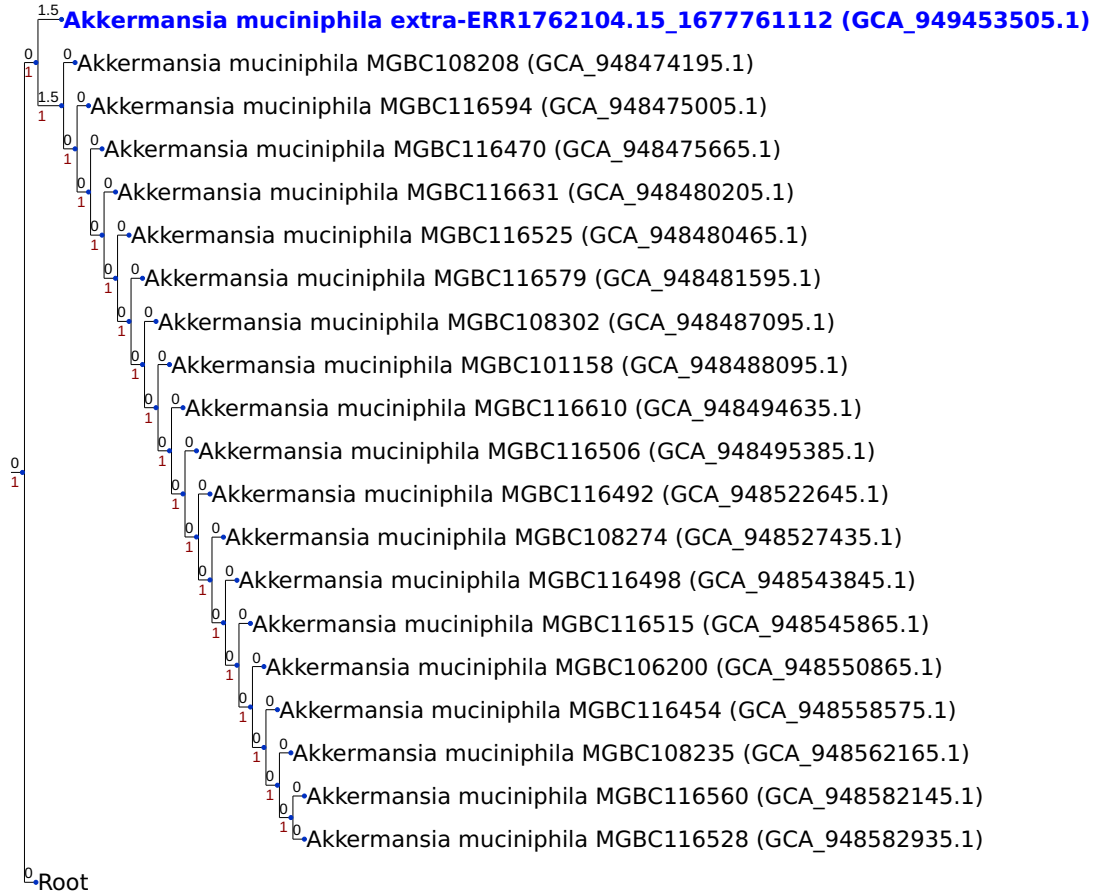 1.5 Akkermansia muciniphila extra-ERR1762104.15_1677761112 (GCA_949453505.1)
0 1 0 Akkermansia muciniphila MGBC108208 (GCA_948474195.1)
1.5 1 0 Akkermansia muciniphila MGBC116594 (GCA_948475005.1)
0 1 0 Akkermansia muciniphila MGBC116470 (GCA_948475665.1)
0 1 0 Akkermansia muciniphila MGBC116631 (GCA_948480205.1)
0 1 0 Akkermansia muciniphila MGBC116525 (GCA_948480465.1)
0 1 0 Akkermansia muciniphila MGBC116579 (GCA_948481595.1)
0 1 0 Akkermansia muciniphila MGBC108302 (GCA_948487095.1)
0 1 0 Akkermansia muciniphila MGBC101158 (GCA_948488095.1)
0 1 0 Akkermansia muciniphila MGBC116610 (GCA_948494635.1)
0 1 0 Akkermansia muciniphila MGBC116506 (GCA_948495385.1)
0 1
0 1 0 Akkermansia muciniphila MGBC116492 (GCA_948522645.1)
0 1 0 Akkermansia muciniphila MGBC108274 (GCA_948527435.1)
0 1 0 Akkermansia muciniphila MGBC116498 (GCA_948543845.1)
0 1 0 Akkermansia muciniphila MGBC116515 (GCA_948545865.1)
0 1 0 Akkermansia muciniphila MGBC106200 (GCA_948550865.1)
0 1 0 Akkermansia muciniphila MGBC116454 (GCA_948558575.1)
0 1 0 Akkermansia muciniphila MGBC108235 (GCA_948562165.1)
0 1 0 Akkermansia muciniphila MGBC116560 (GCA_948582145.1)
0 1 0 Akkermansia muciniphila MGBC116528 (GCA_948582935.1)
0 Root